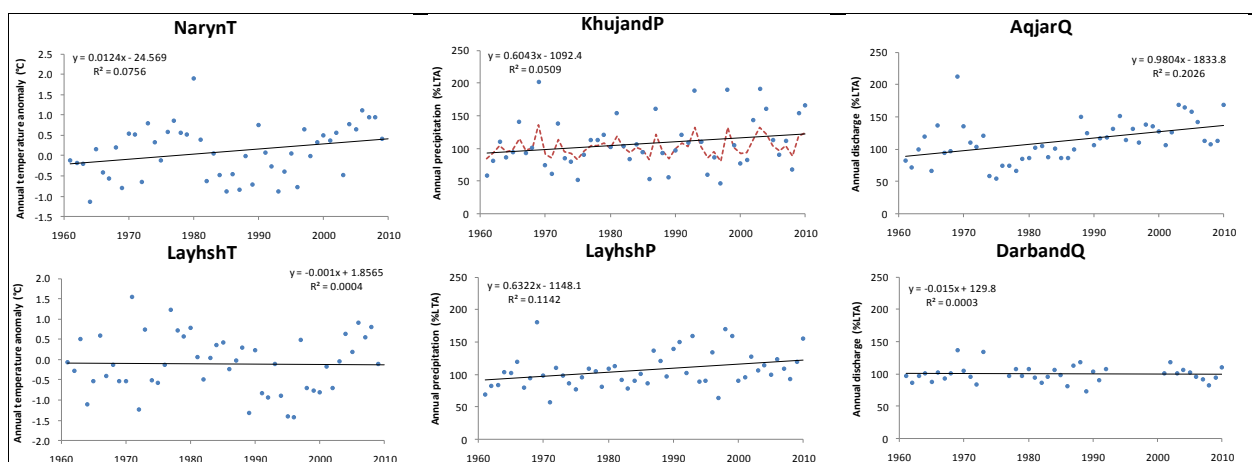 NarynT
Annual temperature anomaly (°C)
y = 0.0124x - 24.569
R² = 0.0756
2.5
2.0
1.5
1.0
0.5
0.0
-0.5
-1.0
-1.5
1960 1970 1980 1990 2000 2010
KhujandP
Annual precipitation (%LTA)
y = 0.6043x - 1092.4
R² = 0.0509
250
200
150
100
50
0
1960 1970 1980 1990 2000 2010
AqjarQ
Annual discharge (%LTA)
y = 0.9804x - 1833.8
R² = 0.2026
250
200
150
100
50
0
1960 1970 1980 1990 2000 2010
LayhshT
Annual temperature anomaly (°C)
y = -0.001x + 1.8565
R² = 0.0004
2.0
1.5
1.0
0.5
0.0
-0.5
-1.0
-1.5
-2.0
1960 1970 1980 1990 2000 2010
LayhshP
Annual precipitation (%LTA)
y = 0.6322x - 1148.1
R² = 0.1142
250
200
150
100
50
0
1960 1970 1980 1990 2000 2010
DarbandQ
Annual discharge (%LTA)
y = -0.015x + 129.8
R² = 0.0003
250
200
150
100
50
0
1960 1970 1980 1990 2000 2010